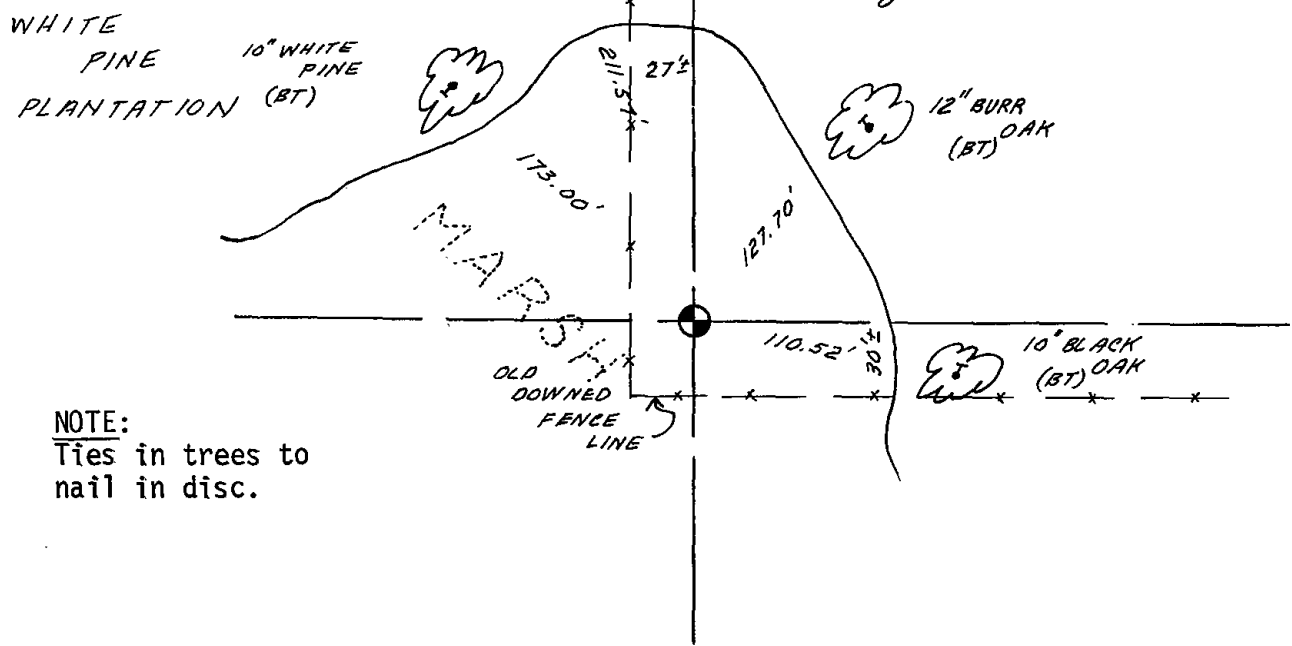 WHITE
PINE
PLANTATION
10" WHITE
PINE
(BT)
211.57'
27'±
12" BURR
OAK
(BT)
173.00'
127.70'
MARSH
110.52'
30'±
10" BLACK
OAK
(BT)
OLD
DOWNED
FENCE
LINE
NOTE:
Ties in trees to
nail in disc.